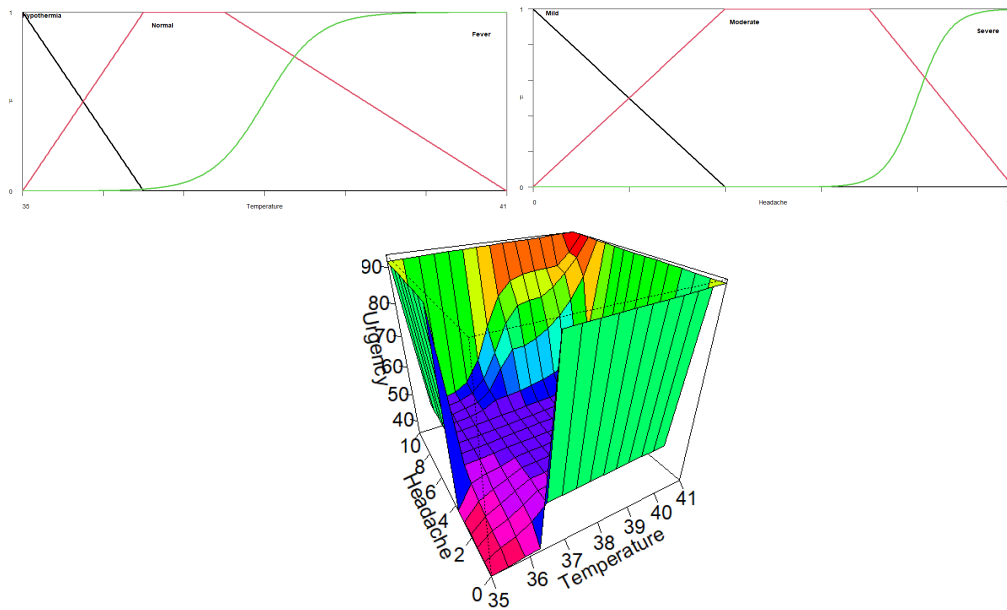 1
Hypothermia
Normal
Fever
μ
0
35
Temperature
41
1
Mild
Moderate
Severe
μ
0
0
Headache
90
80
70
60
50
40
Urgency
10
8
6
4
2
0
Headache
35
36
37
38
39
40
41
Temperature